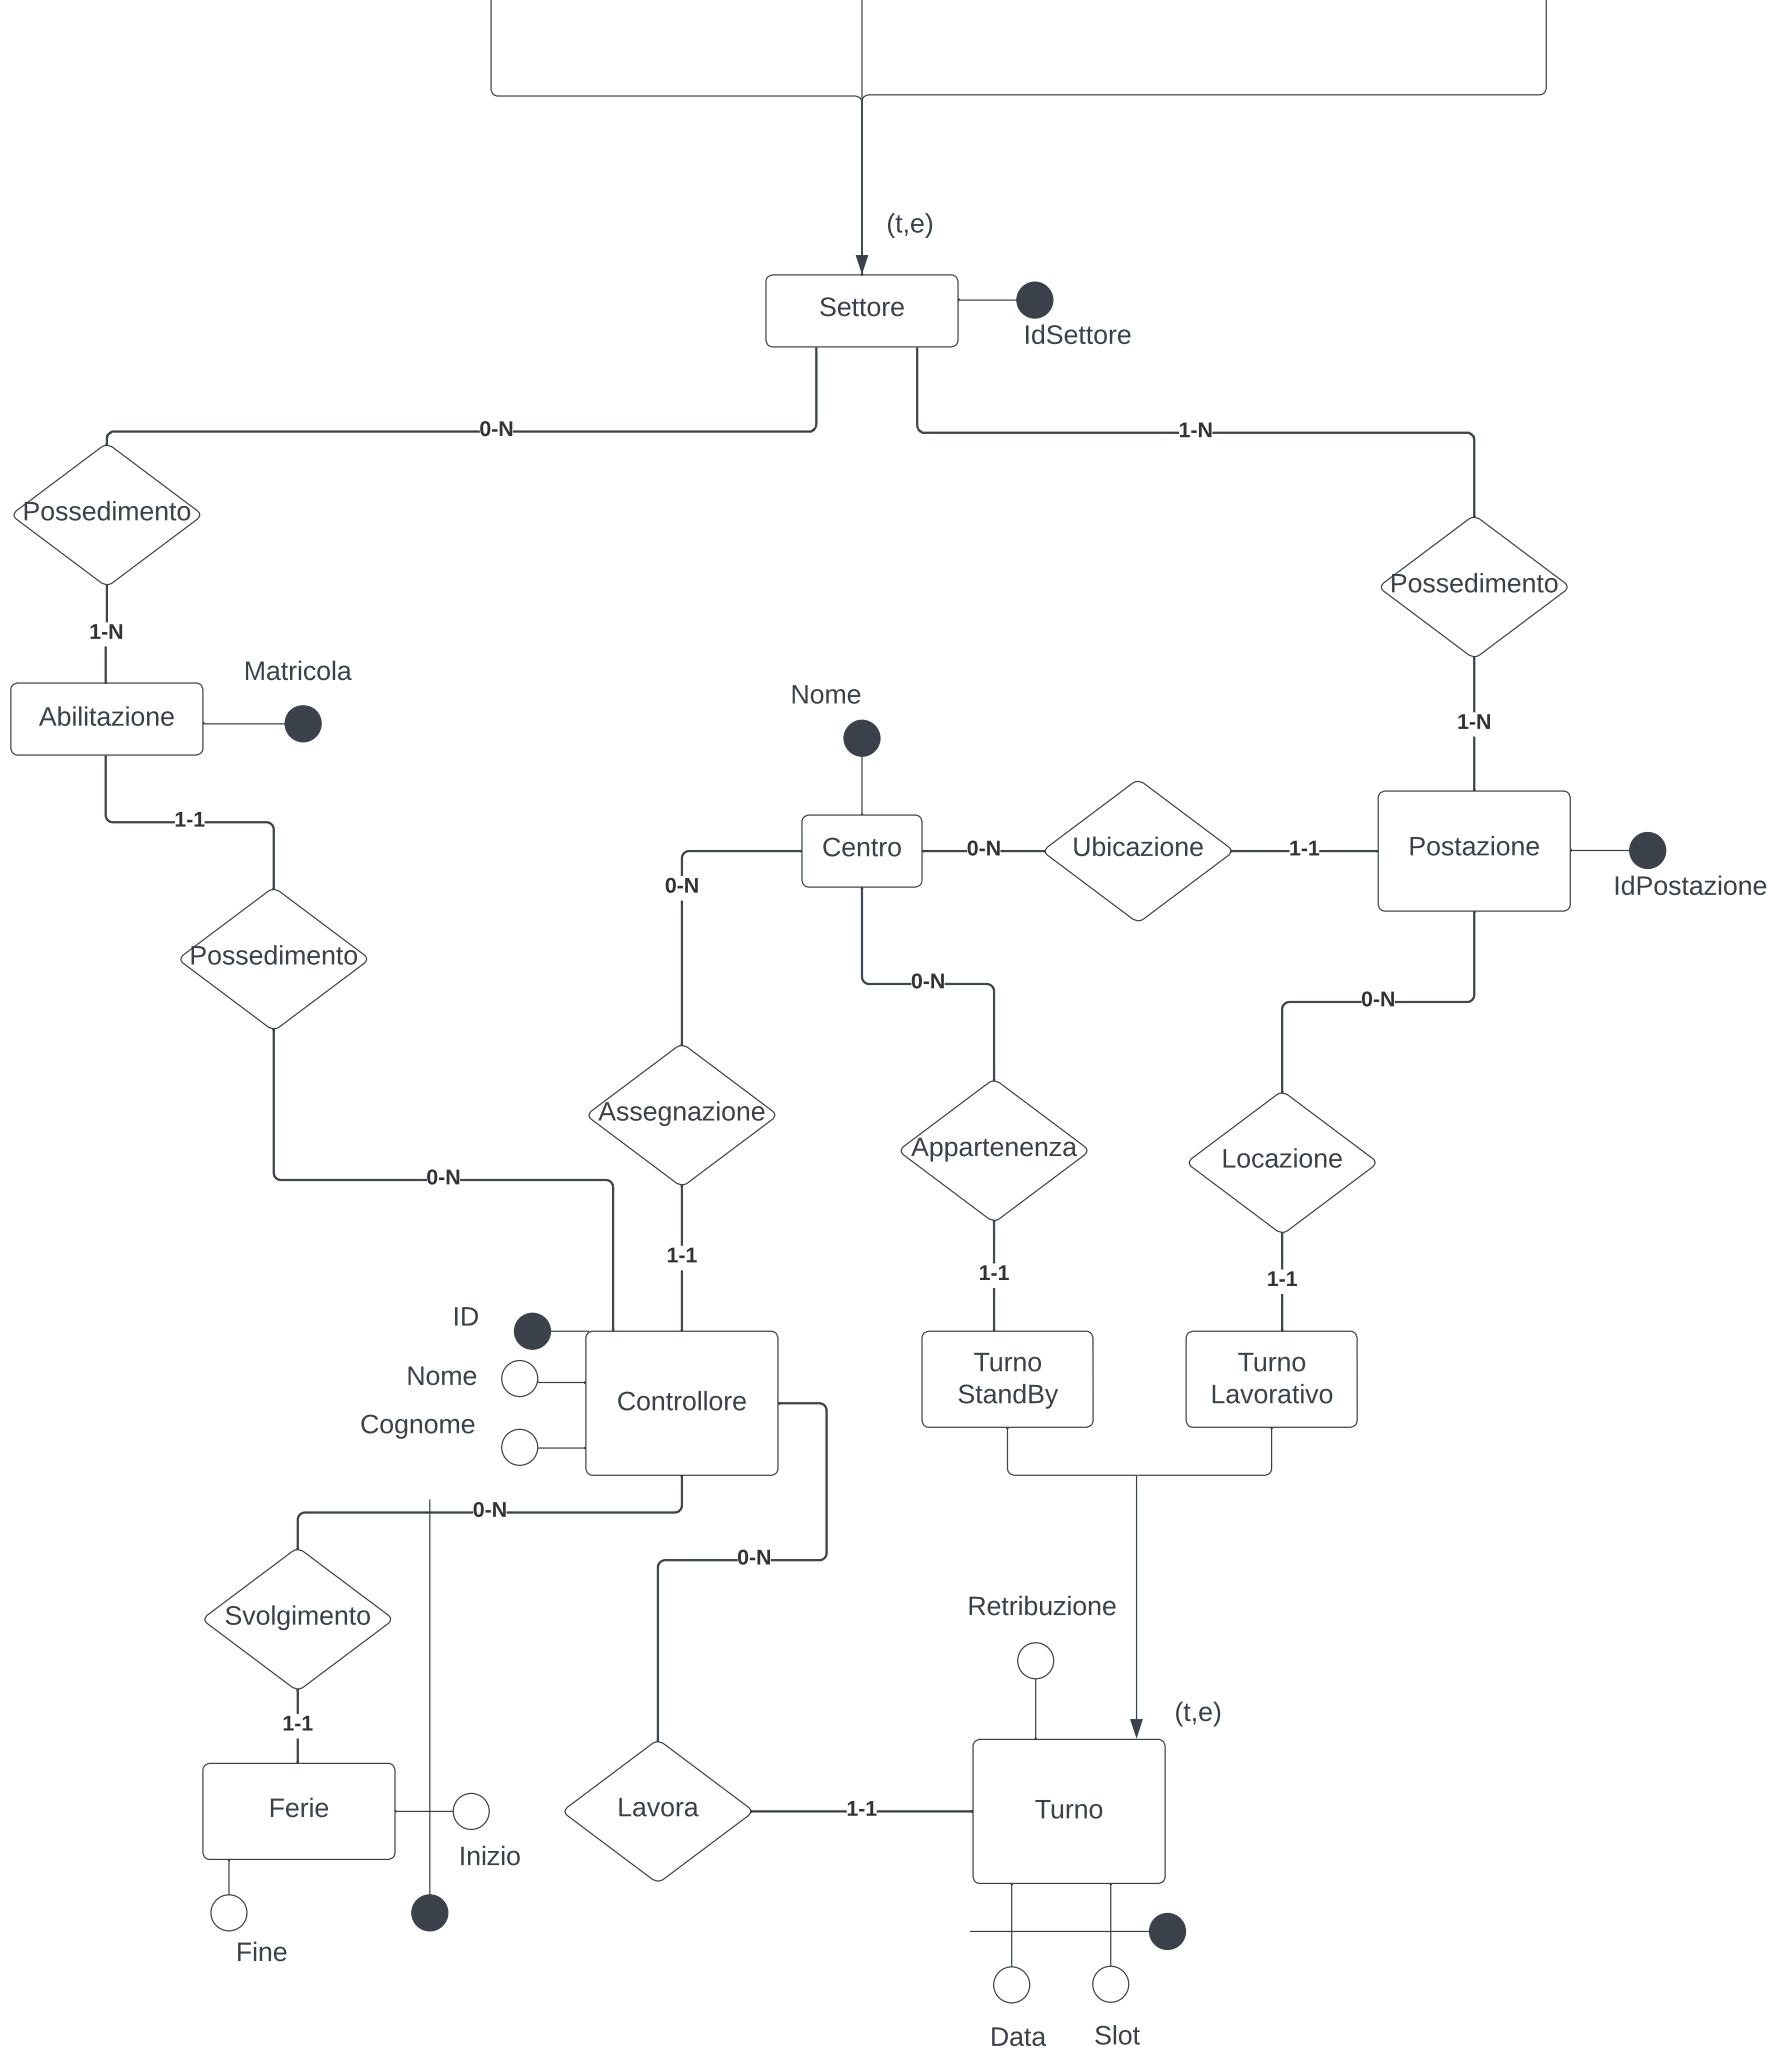 (t,e)
Settore
IdSettore
0-N
1-N
Possedimento
Possedimento
1-N
Matricola
Abilitazione
Nome
1-N
1-1
Centro
0-N
Ubicazione
1-1
Postazione
IdPostazione
0-N
Possedimento
0-N
0-N
Assegnazione
Appartenenza
Locazione
0-N
1-1
1-1
1-1
ID
Nome
Cognome
Controllore
Turno
StandBy
Turno
Lavorativo
0-N
0-N
Svolgimento
Retribuzione
1-1
(t,e)
Ferie
Lavora
1-1
Turno
Inizio
Fine
Data
Slot